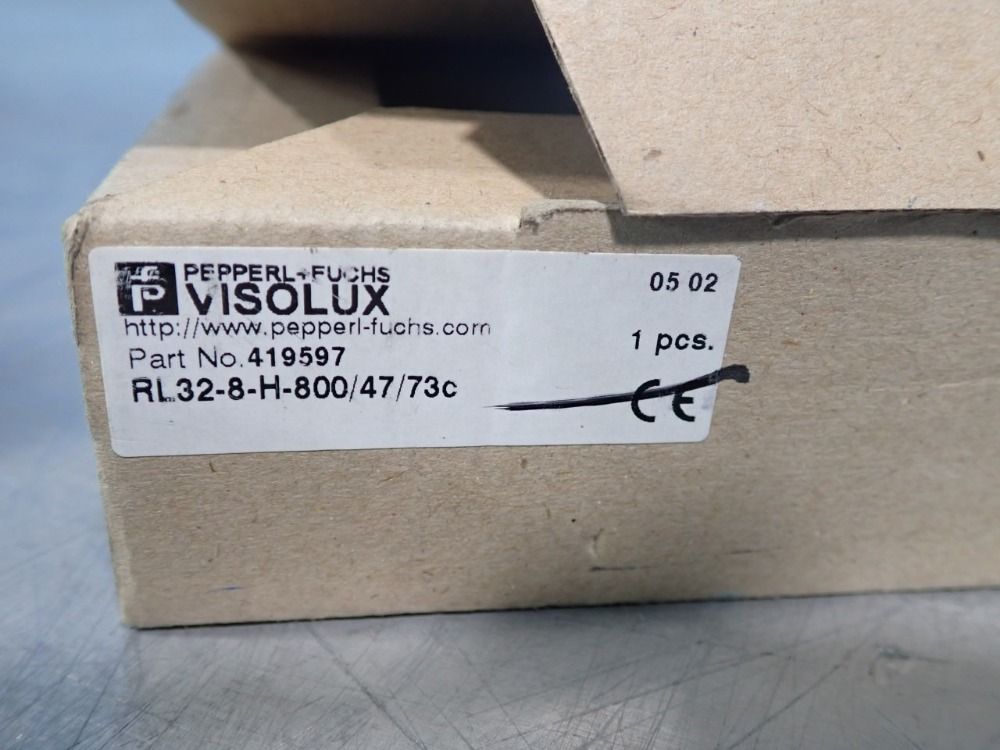 PEPPERL+FUCHS
VISOLUX
http://www.pepperl-fuchs.com
Part No.419597
RL32-8-H-800/47/73c
05 02
1 pcs.
CE